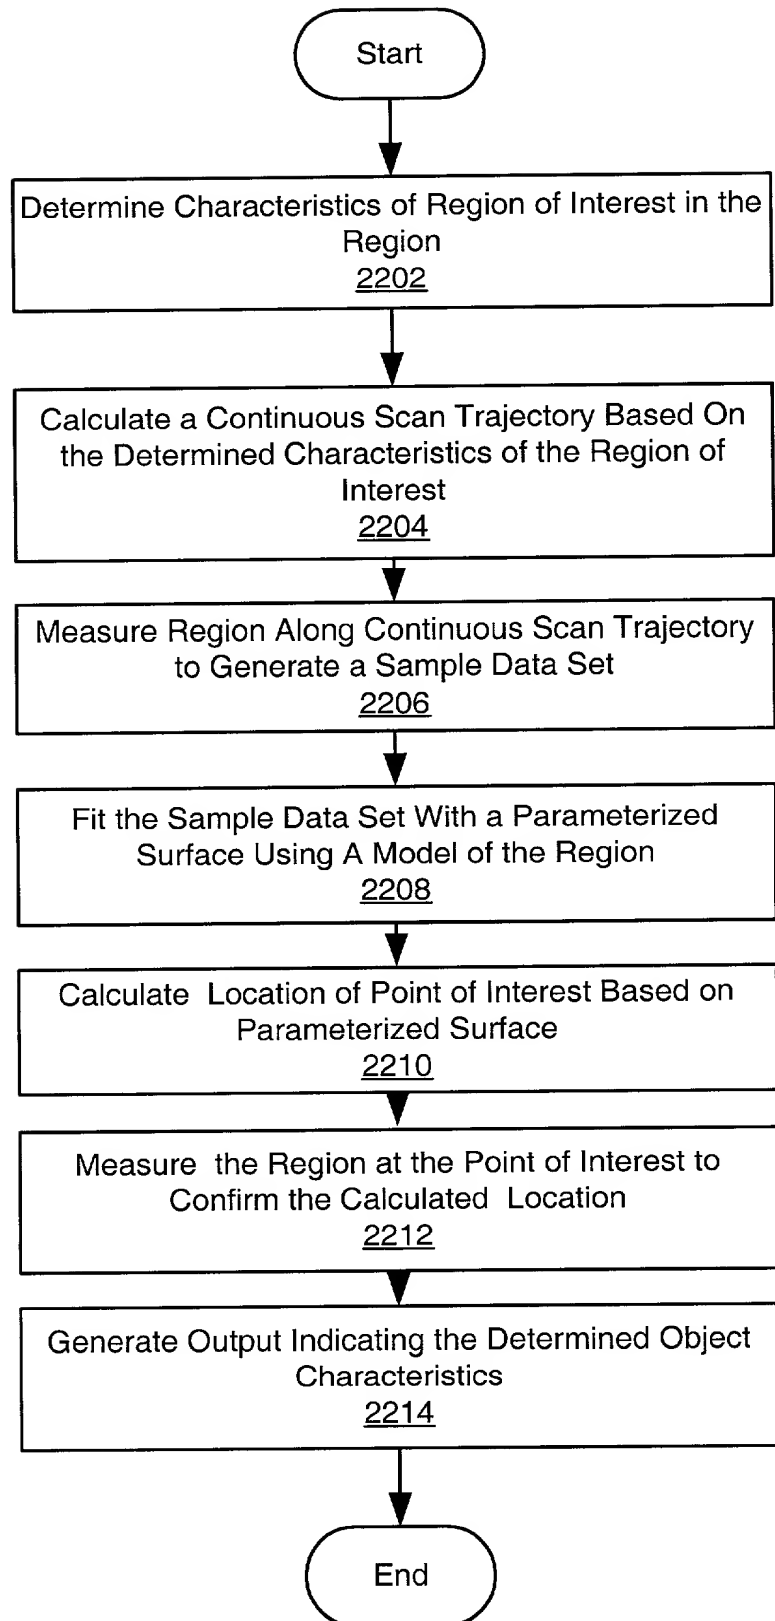 Start
Determine Characteristics of Region of Interest in the
Region
2202
Calculate a Continuous Scan Trajectory Based On
the Determined Characteristics of the Region of
Interest
2204
Measure Region Along Continuous Scan Trajectory
to Generate a Sample Data Set
2206
Fit the Sample Data Set With a Parameterized
Surface Using A Model of the Region
2208
Calculate Location of Point of Interest Based on
Parameterized Surface
2210
Measure the Region at the Point of Interest to
Confirm the Calculated Location
2212
Generate Output Indicating the Determined Object
Characteristics
2214
End